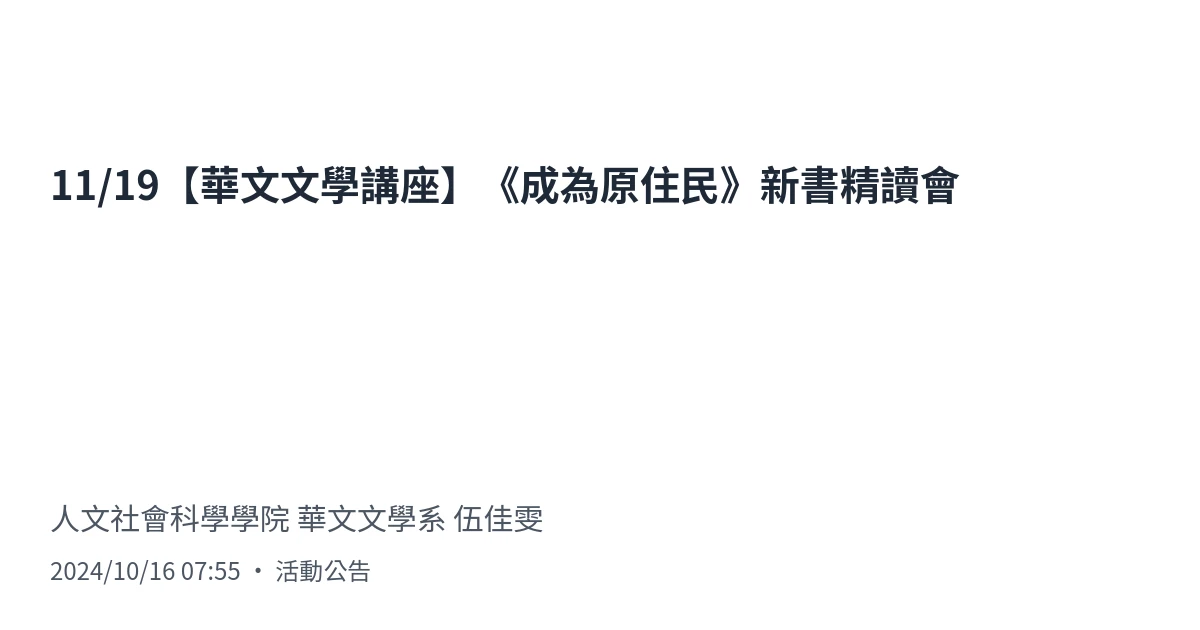 11/19【華文文學講座】《成為原住民》新書精讀會
人文社會科學學院 華文文學系 伍佳雯
2024/10/16 07:55 • 活動公告